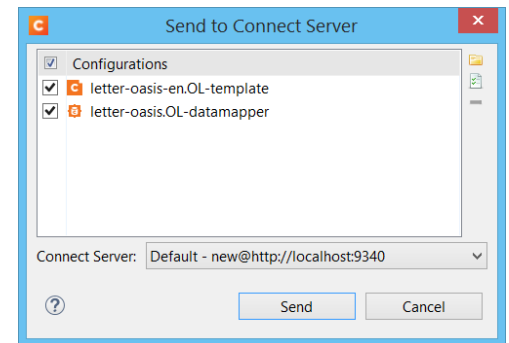 Send to Connect Server
Configurations
letter-oasis-en.OL-template
letter-oasis.OL-datamapper
Connect Server: Default - new@http://localhost:9340
Send Cancel